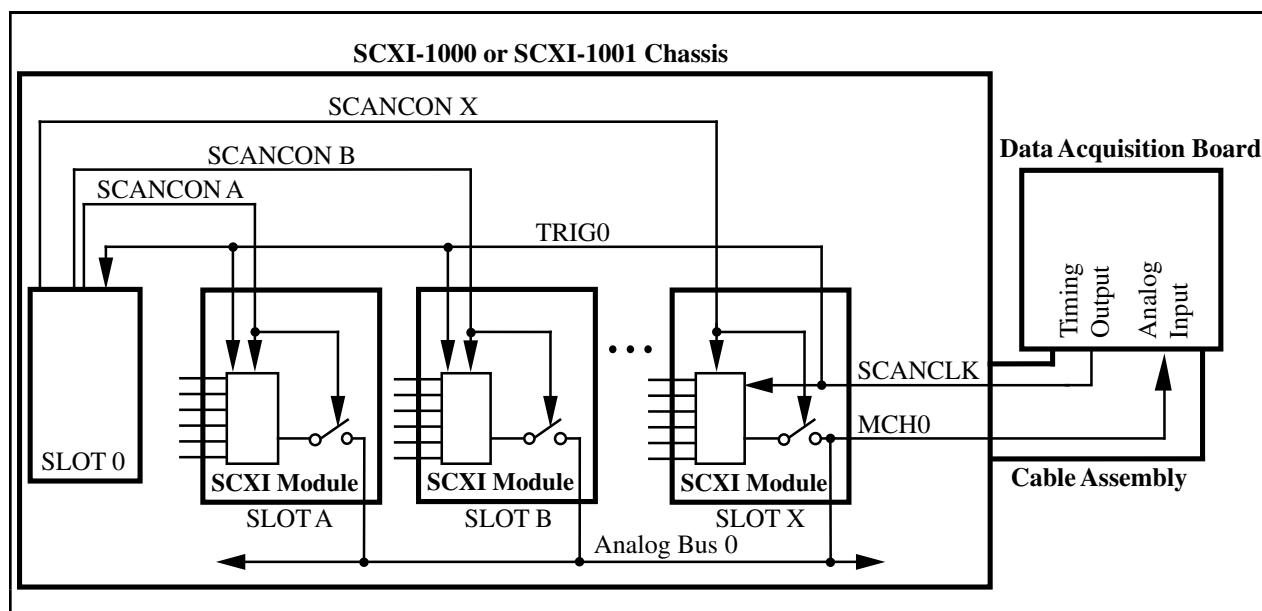 SCXI-1000 or SCXI-1001 Chassis
SCANCON X
SCANCON B
SCANCON A
TRIG0
Data Acquisition Board
Timing
Output
Analog
Input
SCANCLK
MCH0
Cable Assembly
SLOT 0
SCXI Module
SLOT A
SCXI Module
SLOT B
SCXI Module
SLOT X
Analog Bus 0